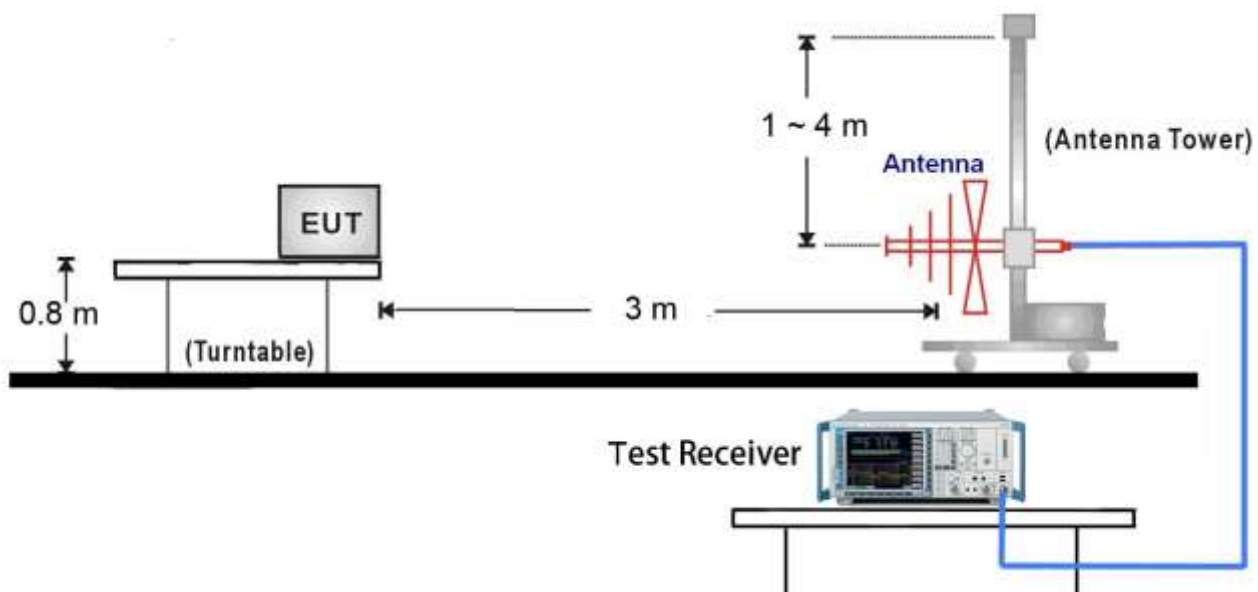 1 ~ 4 m
(Antenna Tower)
Antenna
EUT
0.8 m
3 m
(Turntable)
Test Receiver